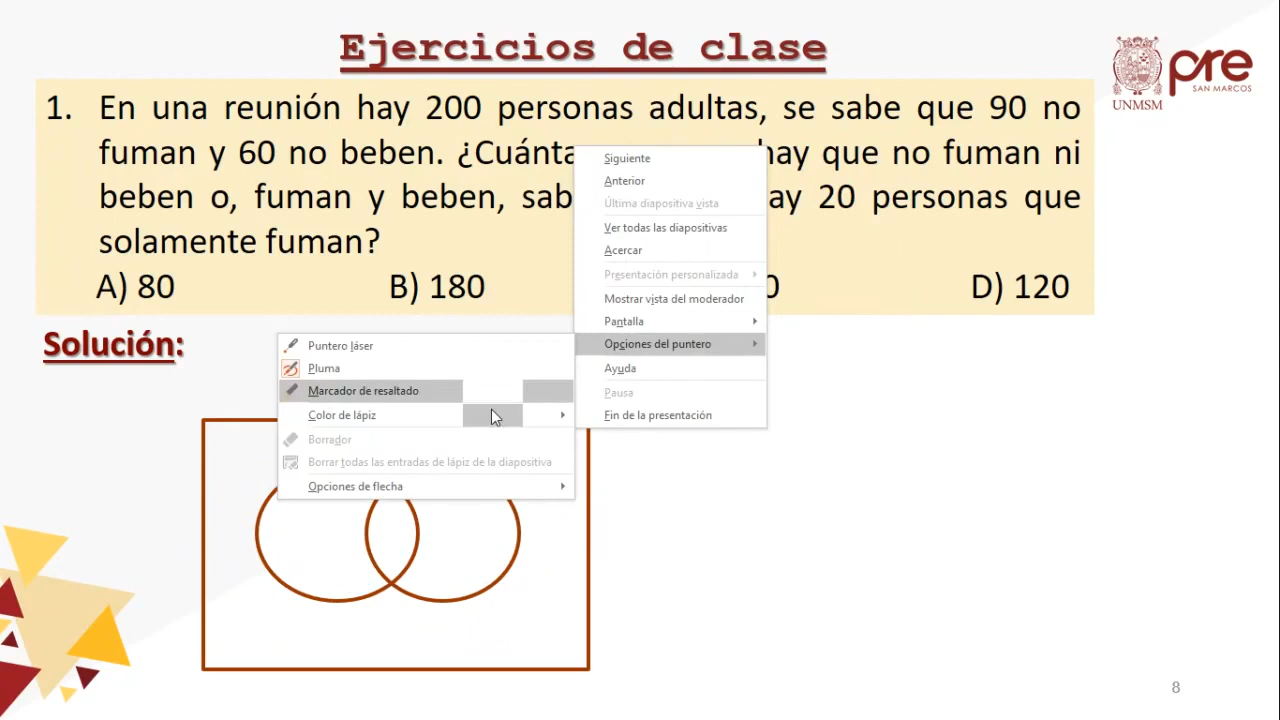 Ejercicios de clase
pre
SAN MARCOS
UNMSM
1. En una reunión hay 200 personas adultas, se sabe que 90 no
fuman y 60 no beben. hay que no fuman ni
beben o, fuman y beben, 20 personas que
solamente fuman?
A) 80 B) 180 D) 120
Solución:
Siguiente
Anterior
Última diapositiva vista
Ver todas las diapositivas
Acercar
Presentación personalizada
Mostrar vista del moderador
Pantalla
Opciones del puntero
Ayuda
Pausa
Fin de la presentación
Puntero láser
Pluma
Marcador de resaltado
Color de lápiz
Borrador
Borrar todas las entradas de lápiz de la diapositiva
Opciones de flecha
8